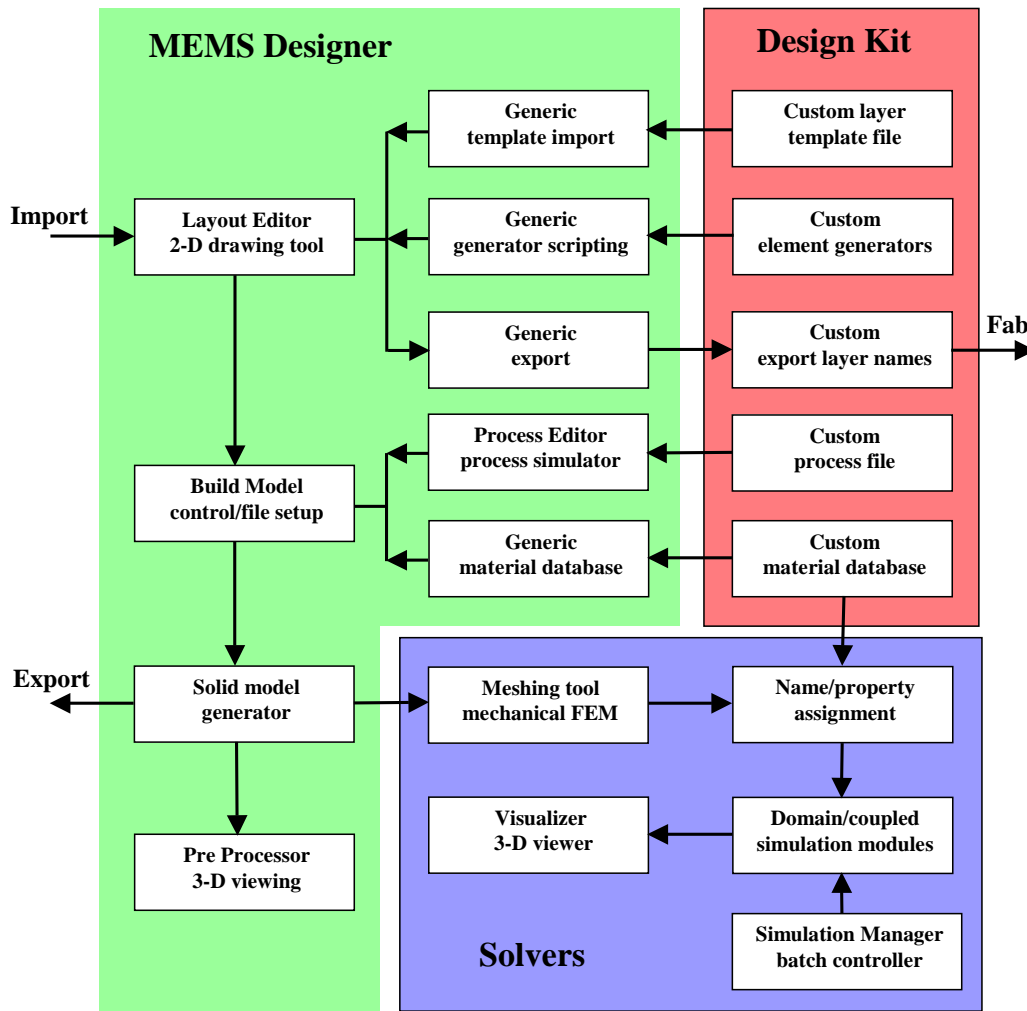 MEMS Designer
Design Kit
Generic
template import
Custom layer
template file
Import
Layout Editor
2-D drawing tool
Generic
generator scripting
Custom
element generators
Generic
export
Custom
export layer names
Fab
Process Editor
process simulator
Custom
process file
Build Model
control/file setup
Generic
material database
Custom
material database
Export
Solid model
generator
Meshing tool
mechanical FEM
Name/property
assignment
Pre Processor
3-D viewing
Visualizer
3-D viewer
Domain/coupled
simulation modules
Solvers
Simulation Manager
batch controller